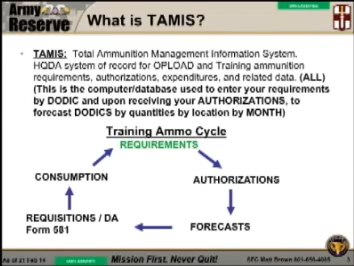 Army
Reserve
What is TAMIS?
• TAMIS: Total Ammunition Management Information System.
HQDA system of record for OPLOAD and Training ammunition
requirements, authorizations, expenditures, and related data. (ALL)
(This is the computer/database used to enter your requirements
by DODIC and upon receiving your AUTHORIZATIONS, to
forecast DODICS by quantities by location by MONTH)
Training Ammo Cycle
REQUIREMENTS
CONSUMPTION
AUTHORIZATIONS
REQUISITIONS / DA
Form 581
FORECASTS
Mission First. Never Quit!